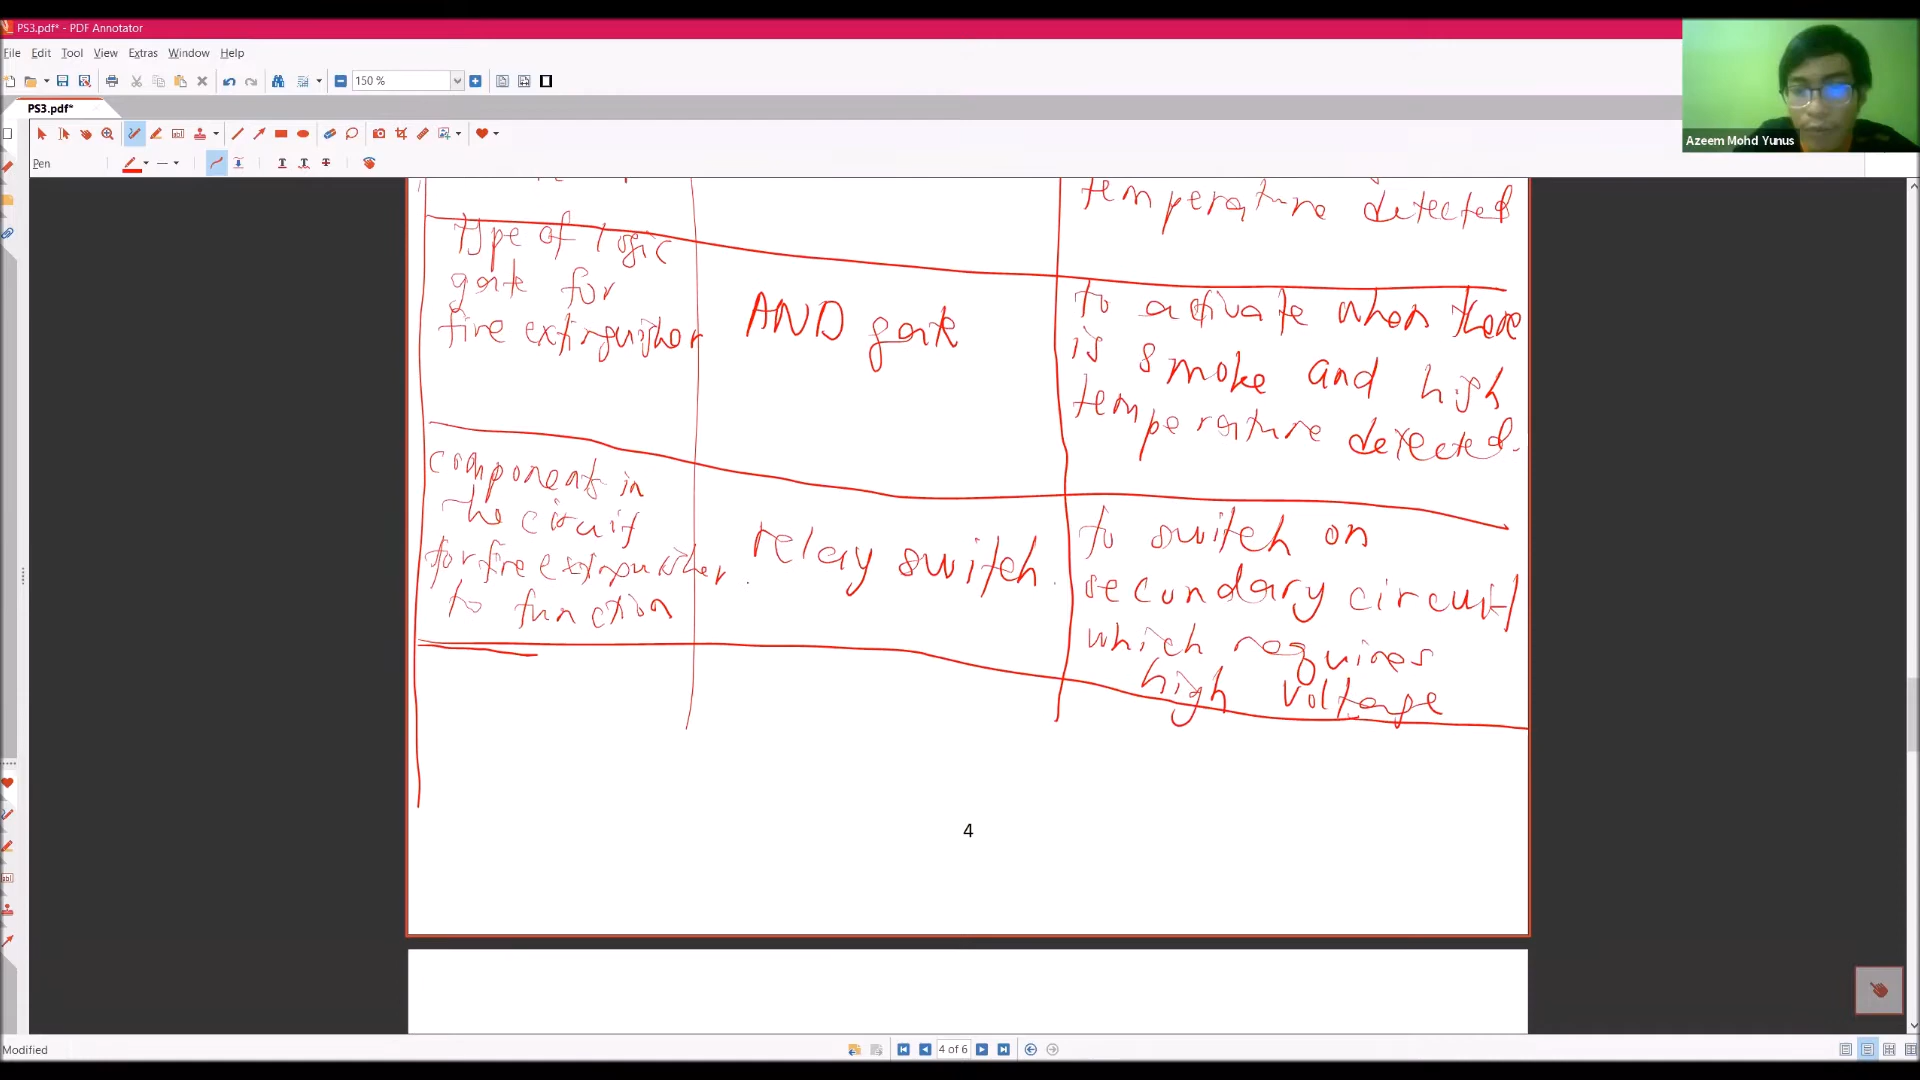 PS3.pdf* - PDF Annotator
File Edit Tool View Extras Window Help
150 %
PS3.pdf*
Pen
Azeem Mohd Yunus
temperature detected
type of logic
gate for
fire extinguisher
AND gate
to activate when there
is smoke and high
temperature detected.
components in
the circuit
for fire extinguisher
to function
relay switch.
to switch on
secundary circuit/
which requires
high voltage
4
Modified
4 of 6